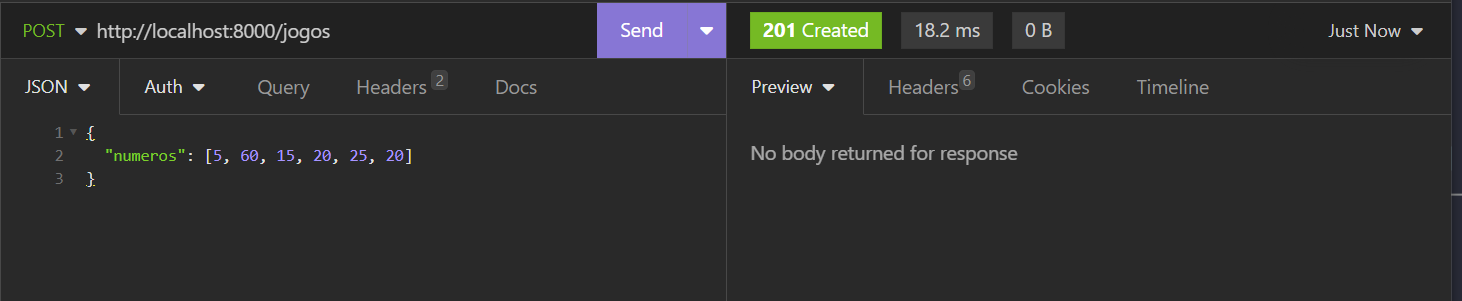 POST http://localhost:8000/jogos Send 201 Created 18.2 ms 0 B Just Now
JSON Auth Query Headers 2 Docs Preview Headers 6 Cookies Timeline
1 {
2 "numeros": [5, 60, 15, 20, 25, 20]
3 }
No body returned for response